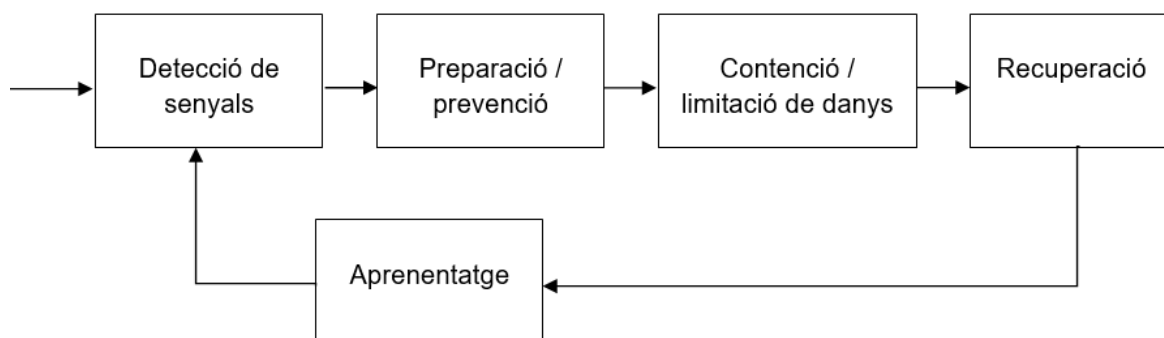 Detecció de
senyals
Preparació /
prevenció
Contenció /
limitació de danys
Recuperació
Aprenentatge